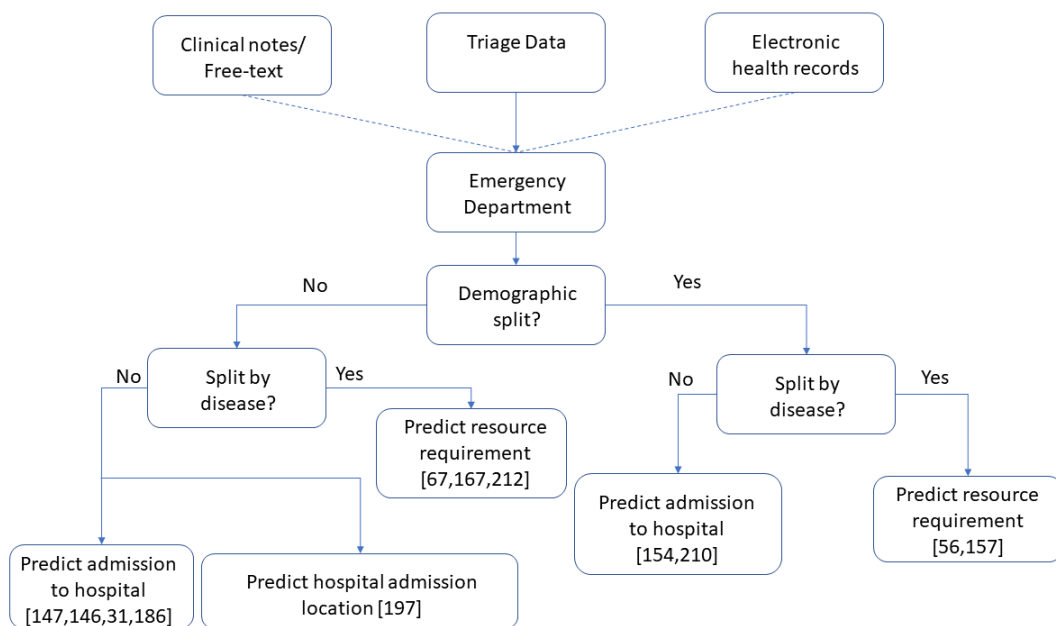 Clinical notes/
Free-text
Triage Data
Electronic
health records
Emergency
Department
No
Demographic
split?
Yes
No
Split by
disease?
Yes
No
Split by
disease?
Yes
Predict resource
requirement
[67,167,212]
Predict admission
to hospital
[154,210]
Predict resource
requirement
[56,157]
Predict admission
to hospital
[147,146,31,186]
Predict hospital admission
location [197]